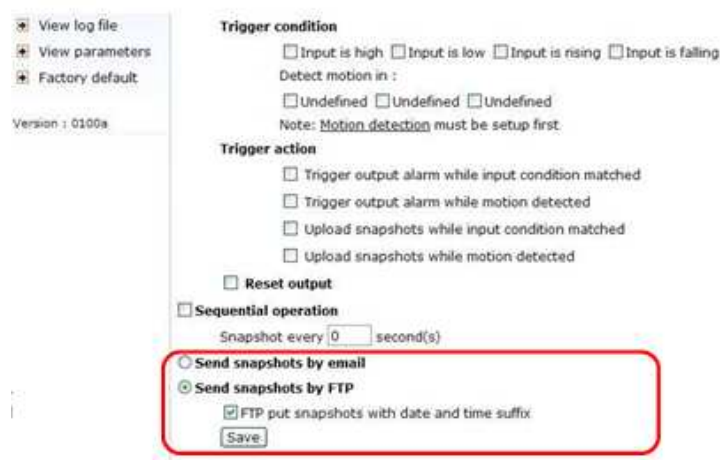 View log file
View parameters
Factory default
Version : 0100a
Trigger condition
Input is high Input is low Input is rising Input is falling
Detect motion in :
Undefined Undefined Undefined
Note: Motion detection must be setup first
Trigger action
Trigger output alarm while input condition matched
Trigger output alarm while motion detected
Upload snapshots while input condition matched
Upload snapshots while motion detected
Reset output
Sequential operation
Snapshot every 0 second(s)
Send snapshots by email
Send snapshots by FTP
FTP put snapshots with date and time suffix
Save